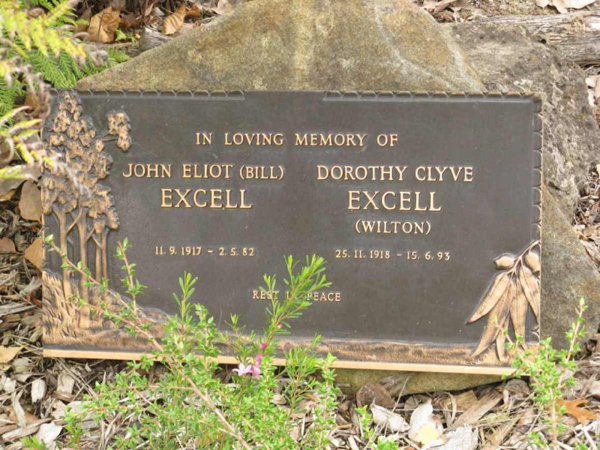 IN LOVING MEMORY OF
JOHN ELIOT (BILL) DOROTHY CLYVE
EXCELL EXCELL
(WILTON)
11. 9. 1917 - 2. 5. 82 25. 11. 1918 - 15. 6. 93
REST IN PEACE